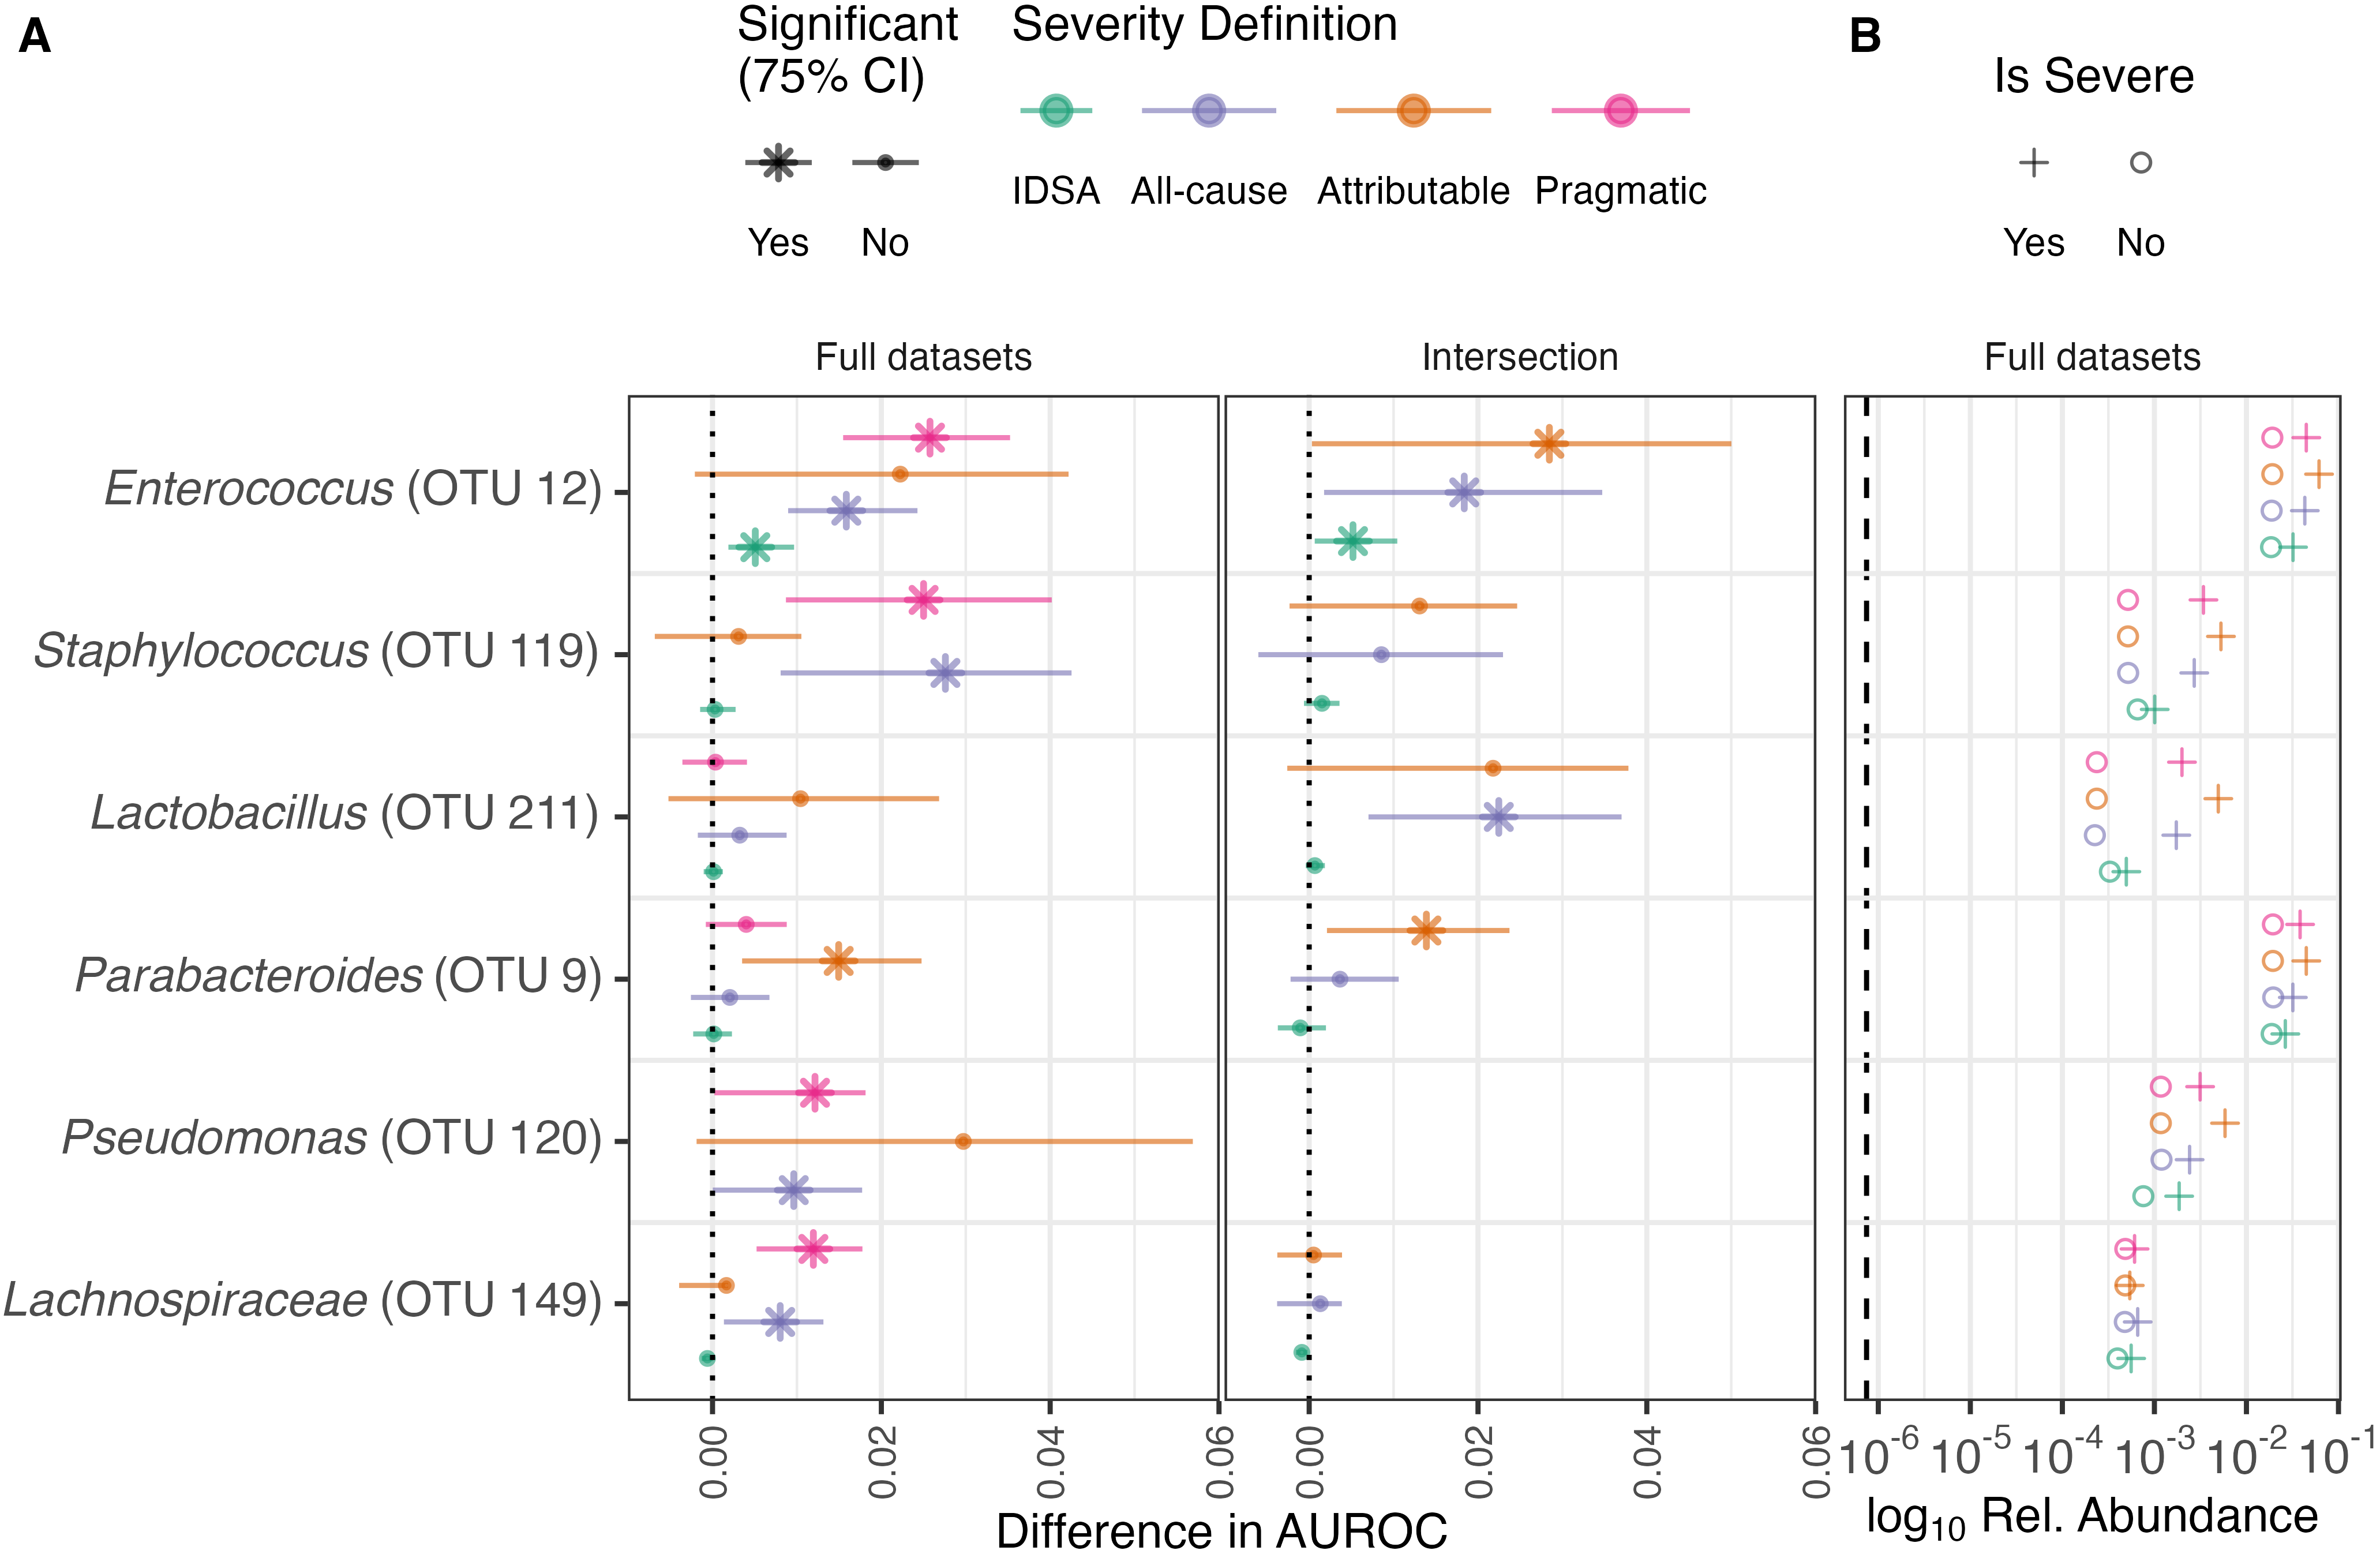 A
Significant
(75% CI)
Yes
No
Severity Definition
IDSA
All-cause
Attributable
Pragmatic
B
Is Severe
Yes
No
Full datasets
Intersection
Full datasets
Enterococcus (OTU 12)
Staphylococcus (OTU 119)
Lactobacillus (OTU 211)
Parabacteroides (OTU 9)
Pseudomonas (OTU 120)
Lachnospiraceae (OTU 149)
0.00
0.02
0.04
0.06
0.00
0.02
0.04
0.06
Difference in AUROC
10-6
10-5
10-4
10-3
10-2
10-1
log10 Rel. Abundance